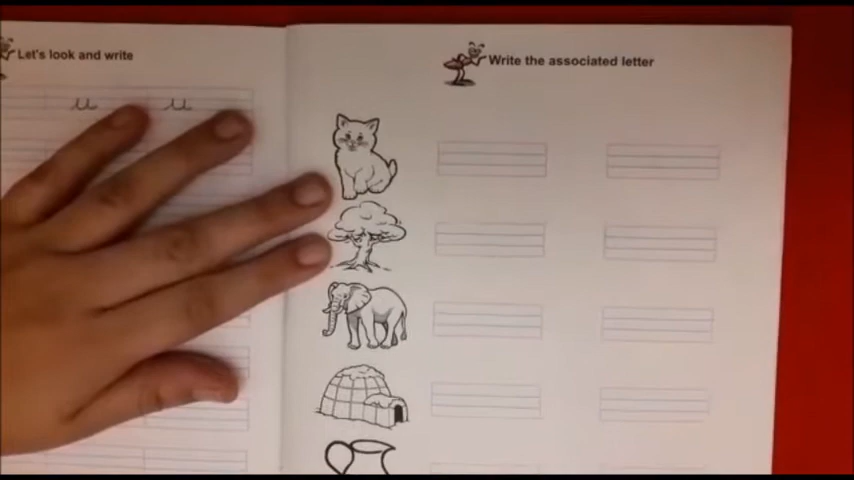 Let's look and write
u u
Write the associated letter